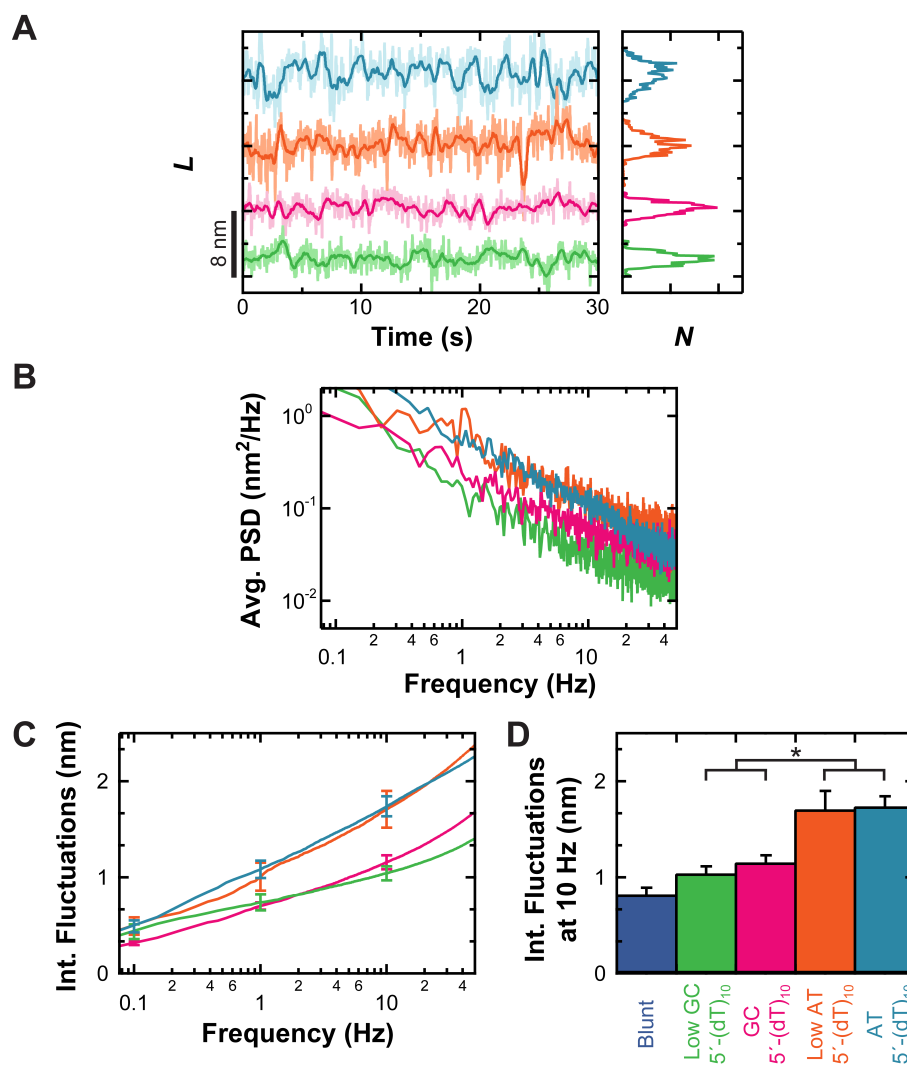 A
L
8 nm
0 10 20 30
Time (s)
N
B
Avg. PSD (nm²/Hz)
10⁰
10⁻¹
10⁻²
2 4 6 2 4 6 2 4
0.1 1 10
Frequency (Hz)
C
Int. Fluctuations (nm)
2
1
0
0.1 2 4 6 1 2 4 6 10 2 4
Frequency (Hz)
D
Int. Fluctuations
at 10 Hz (nm)
2
1
0
*
Blunt
Low GC
5´-(dT)₁₀
GC
5´-(dT)₁₀
Low AT
5´-(dT)₁₀
AT
5´-(dT)₁₀